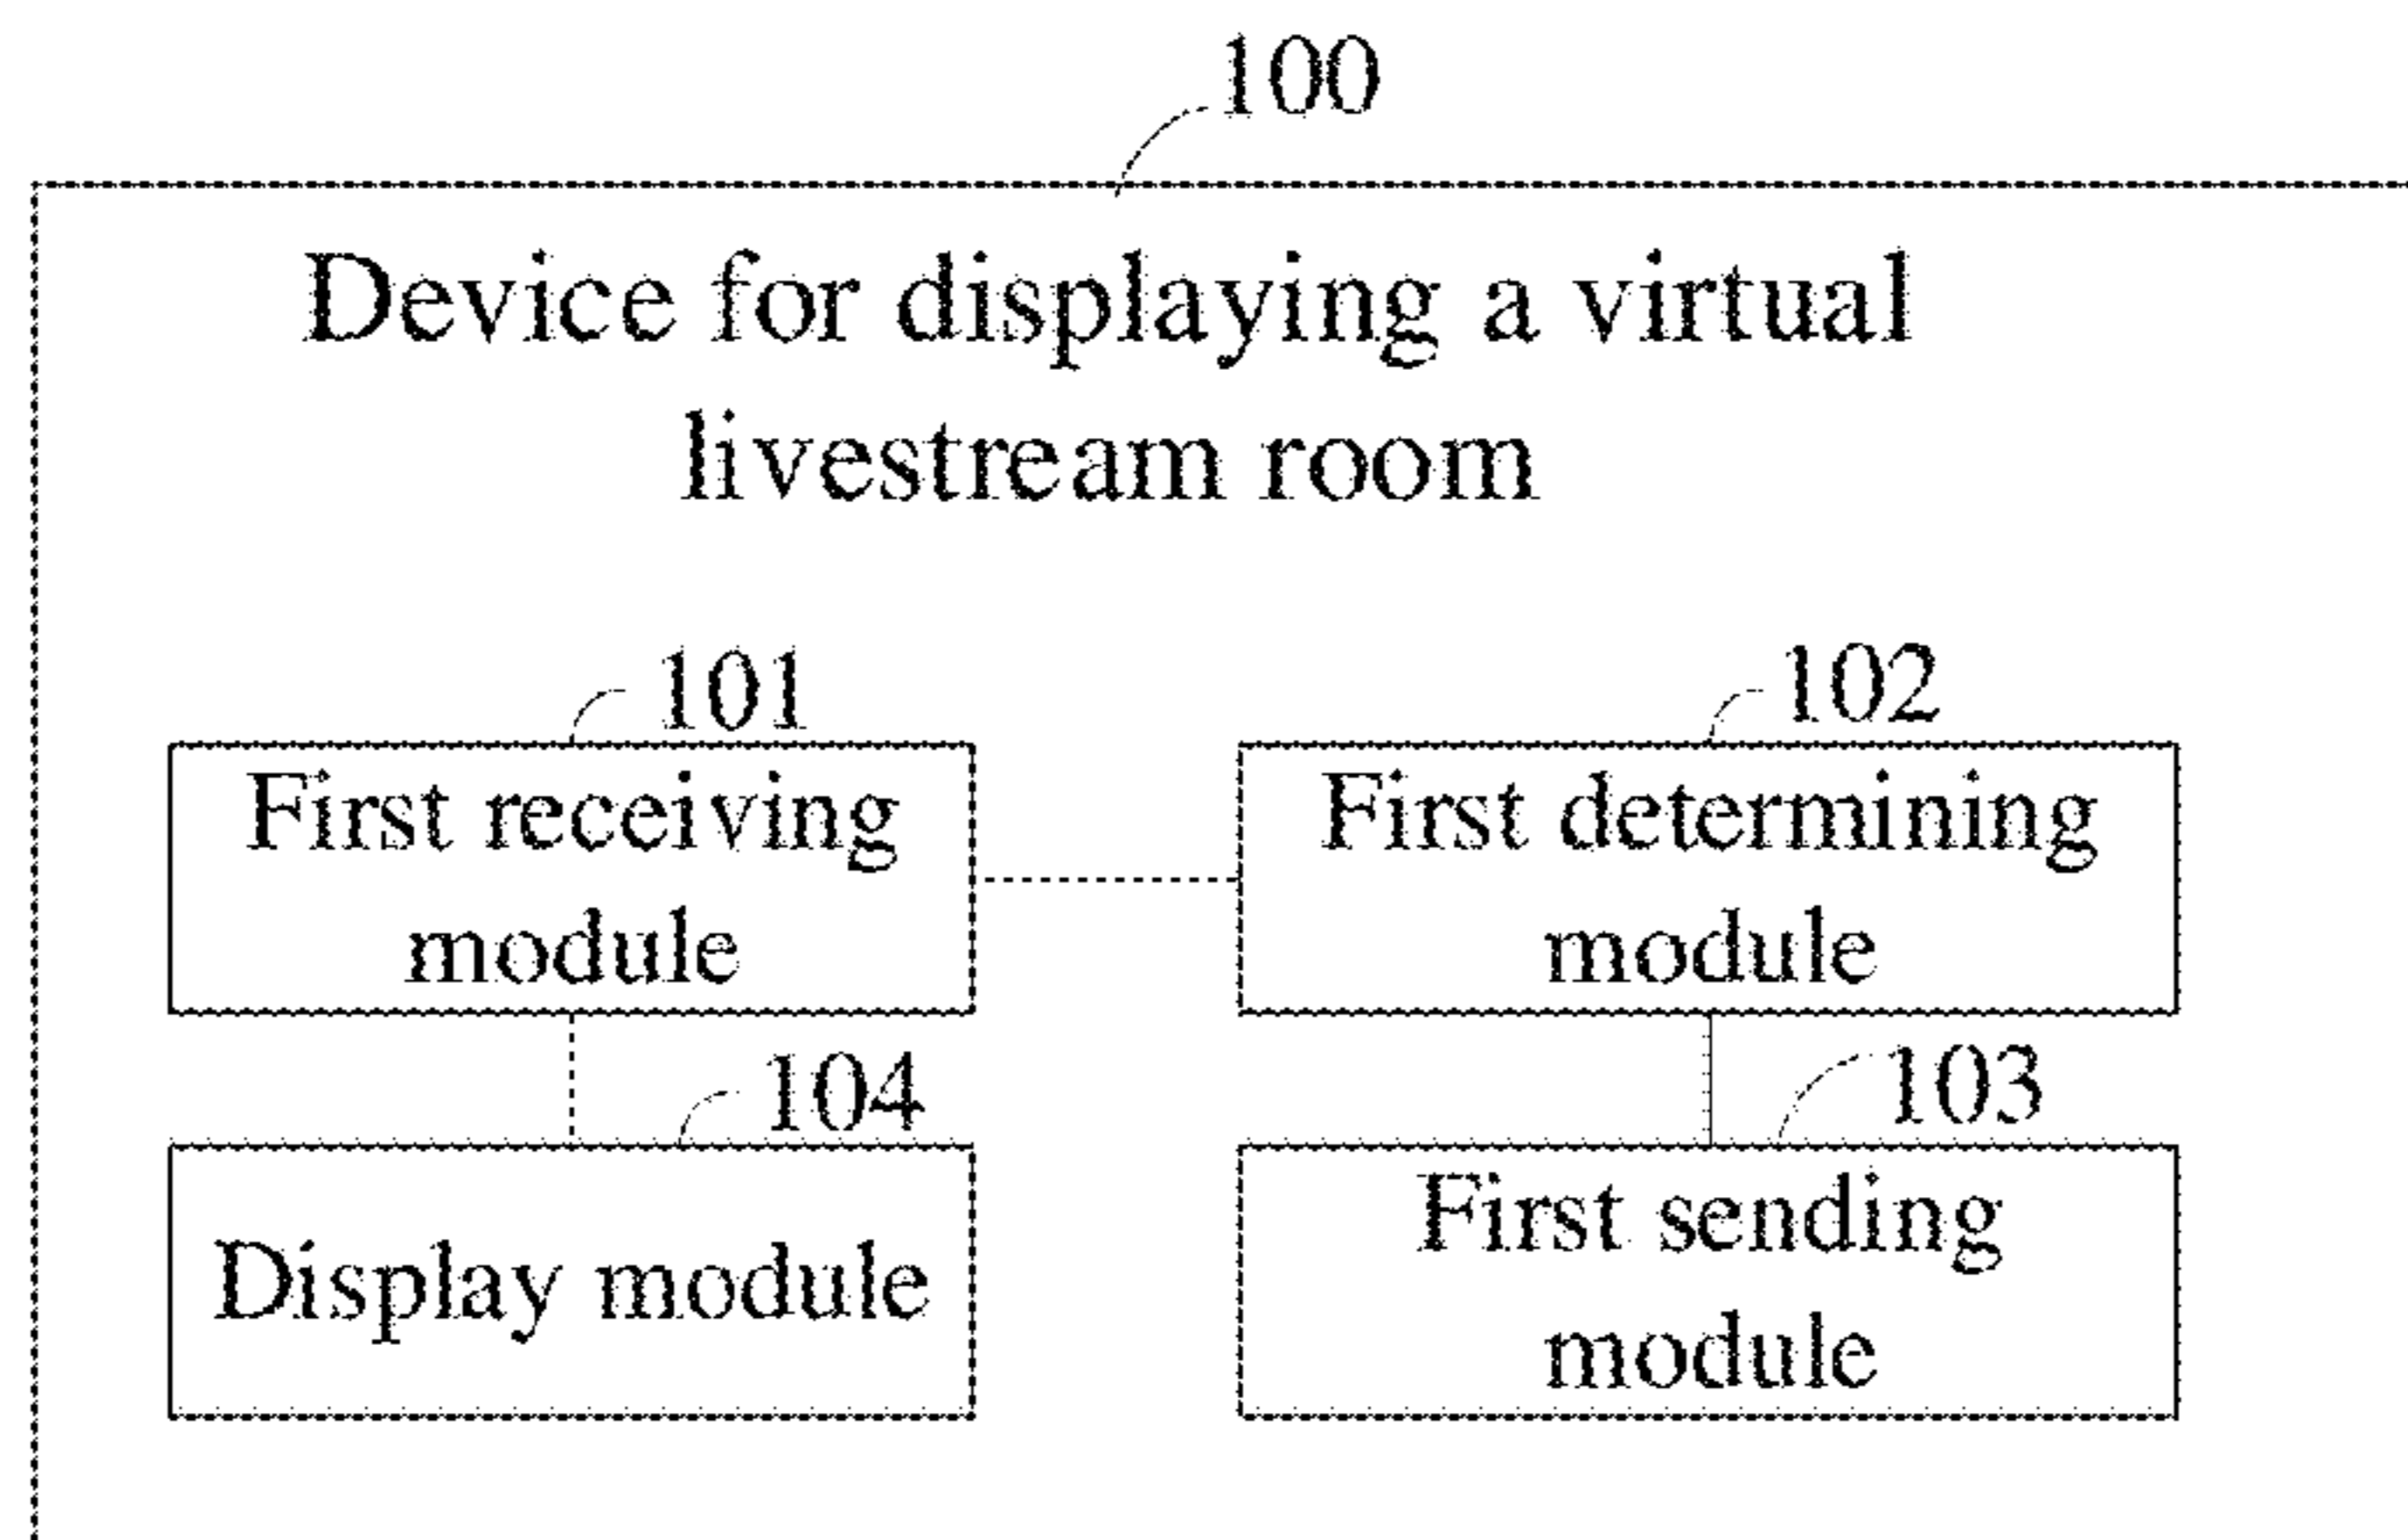 100
Device for displaying a virtual
livestream room
101
102
First receiving
module
First determining
module
104
103
Display module
First sending
module